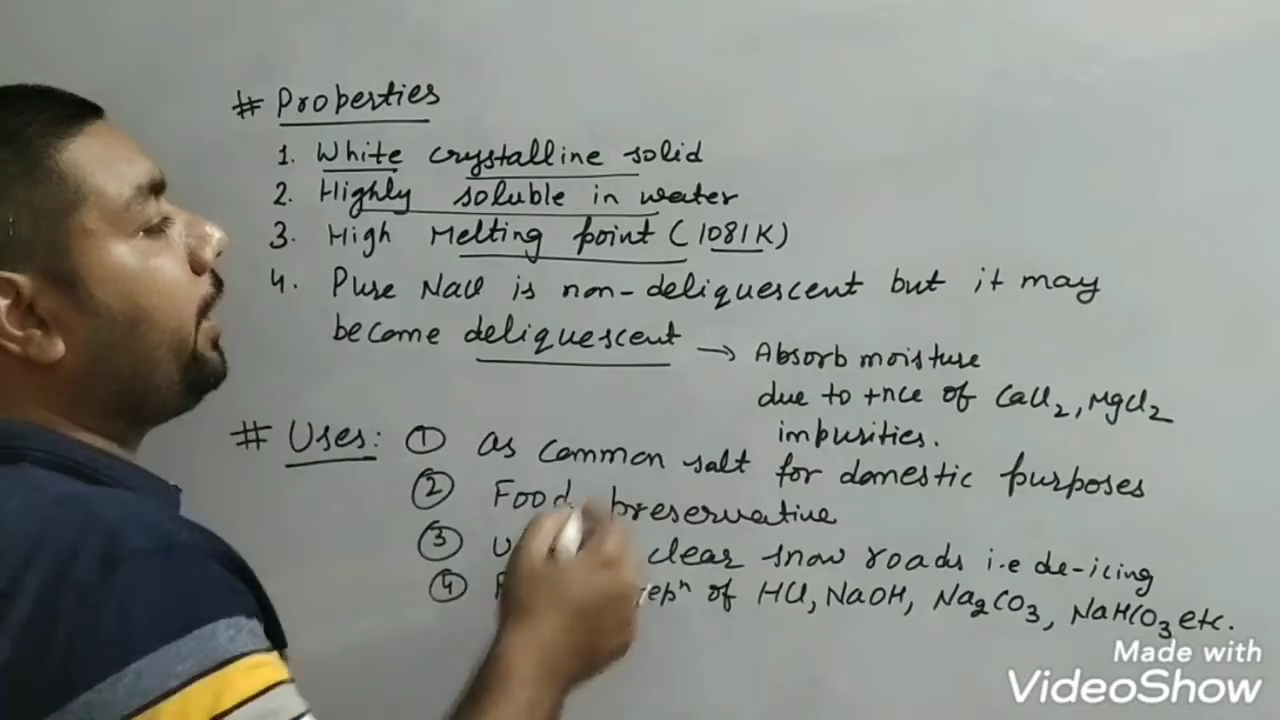 # Properties
1. White crystalline solid
2. Highly soluble in water
3. High Melting point (1081K)
4. Pure NaCl is non-deliquescent but it may
become deliquescent → Absorb moisture
due to +nce of CaCl2, MgCl2
impurities.
# Uses: ① as common salt for domestic purposes
② Food preservative
③ clear snow roads i.e de-icing
④ of HCl, NaOH, Na2CO3, NaHCO3 etc.
Made with
VideoShow